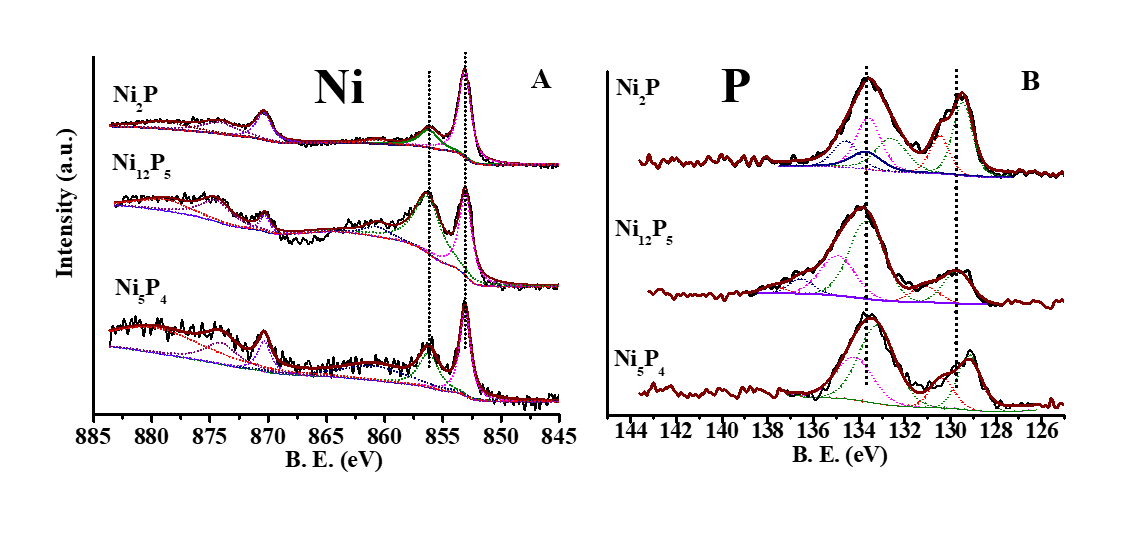 Ni
A
Ni2P
Ni12P5
Ni5P4
Intensity (a.u.)
885 880 875 870 865 860 855 850 845
B. E. (eV)
P
B
Ni2P
Ni12P5
Ni5P4
144 142 140 138 136 134 132 130 128 126
B. E. (eV)